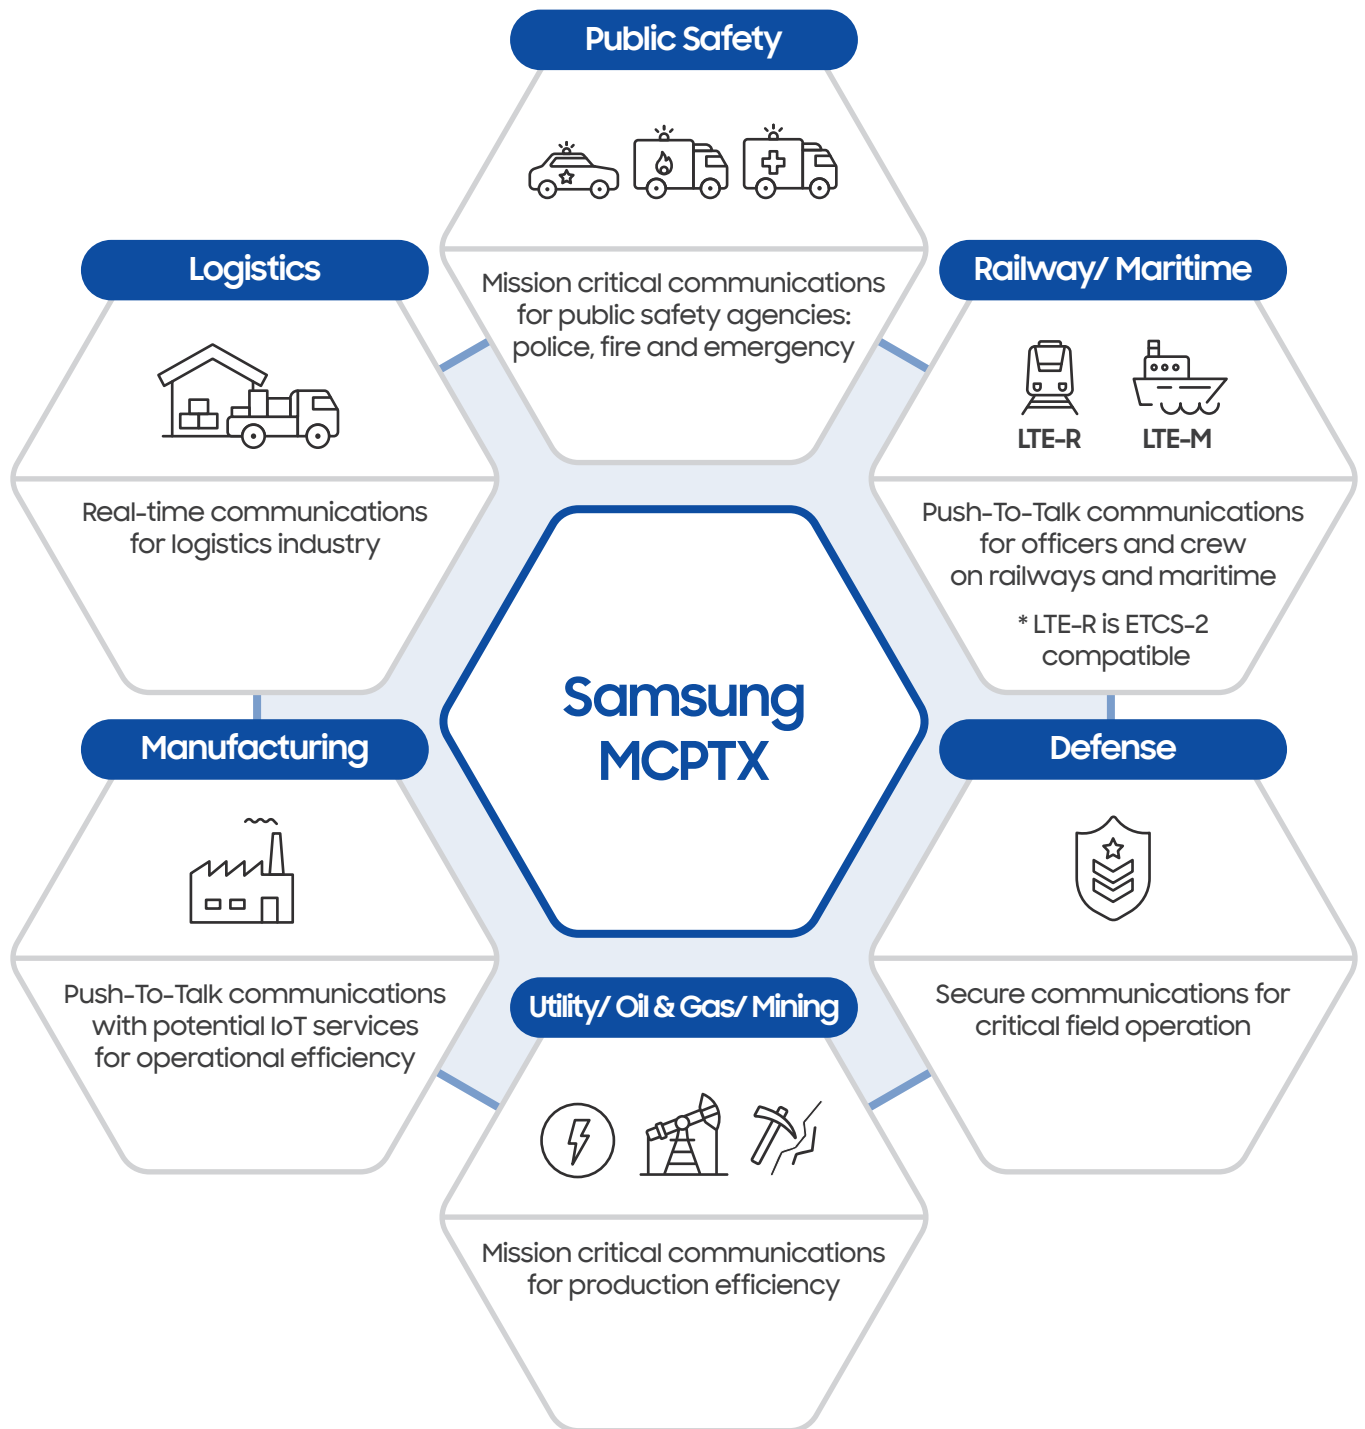 Public Safety
Mission critical communications
for public safety agencies:
police, fire and emergency
Logistics
Real-time communications
for logistics industry
Railway/ Maritime
LTE-R
LTE-M
Push-To-Talk communications
for officers and crew
on railways and maritime
* LTE-R is ETCS-2
compatible
Samsung
MCPTX
Manufacturing
Push-To-Talk communications
with potential IoT services
for operational efficiency
Defense
Secure communications for
critical field operation
Utility/ Oil & Gas/ Mining
Mission critical communications
for production efficiency